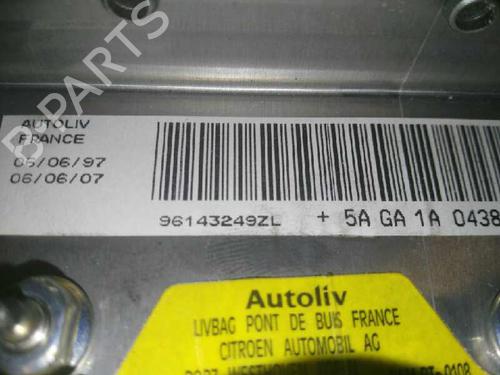 B-PARTS
AUTOLIV
FRANCE
05/06/97
06/06/07
96143249ZL
+ 5A GA 1A 0438
Autoliv
LIVBAG PONT DE BUIS FRANCE
CITROEN AUTOMOBIL AG
0108